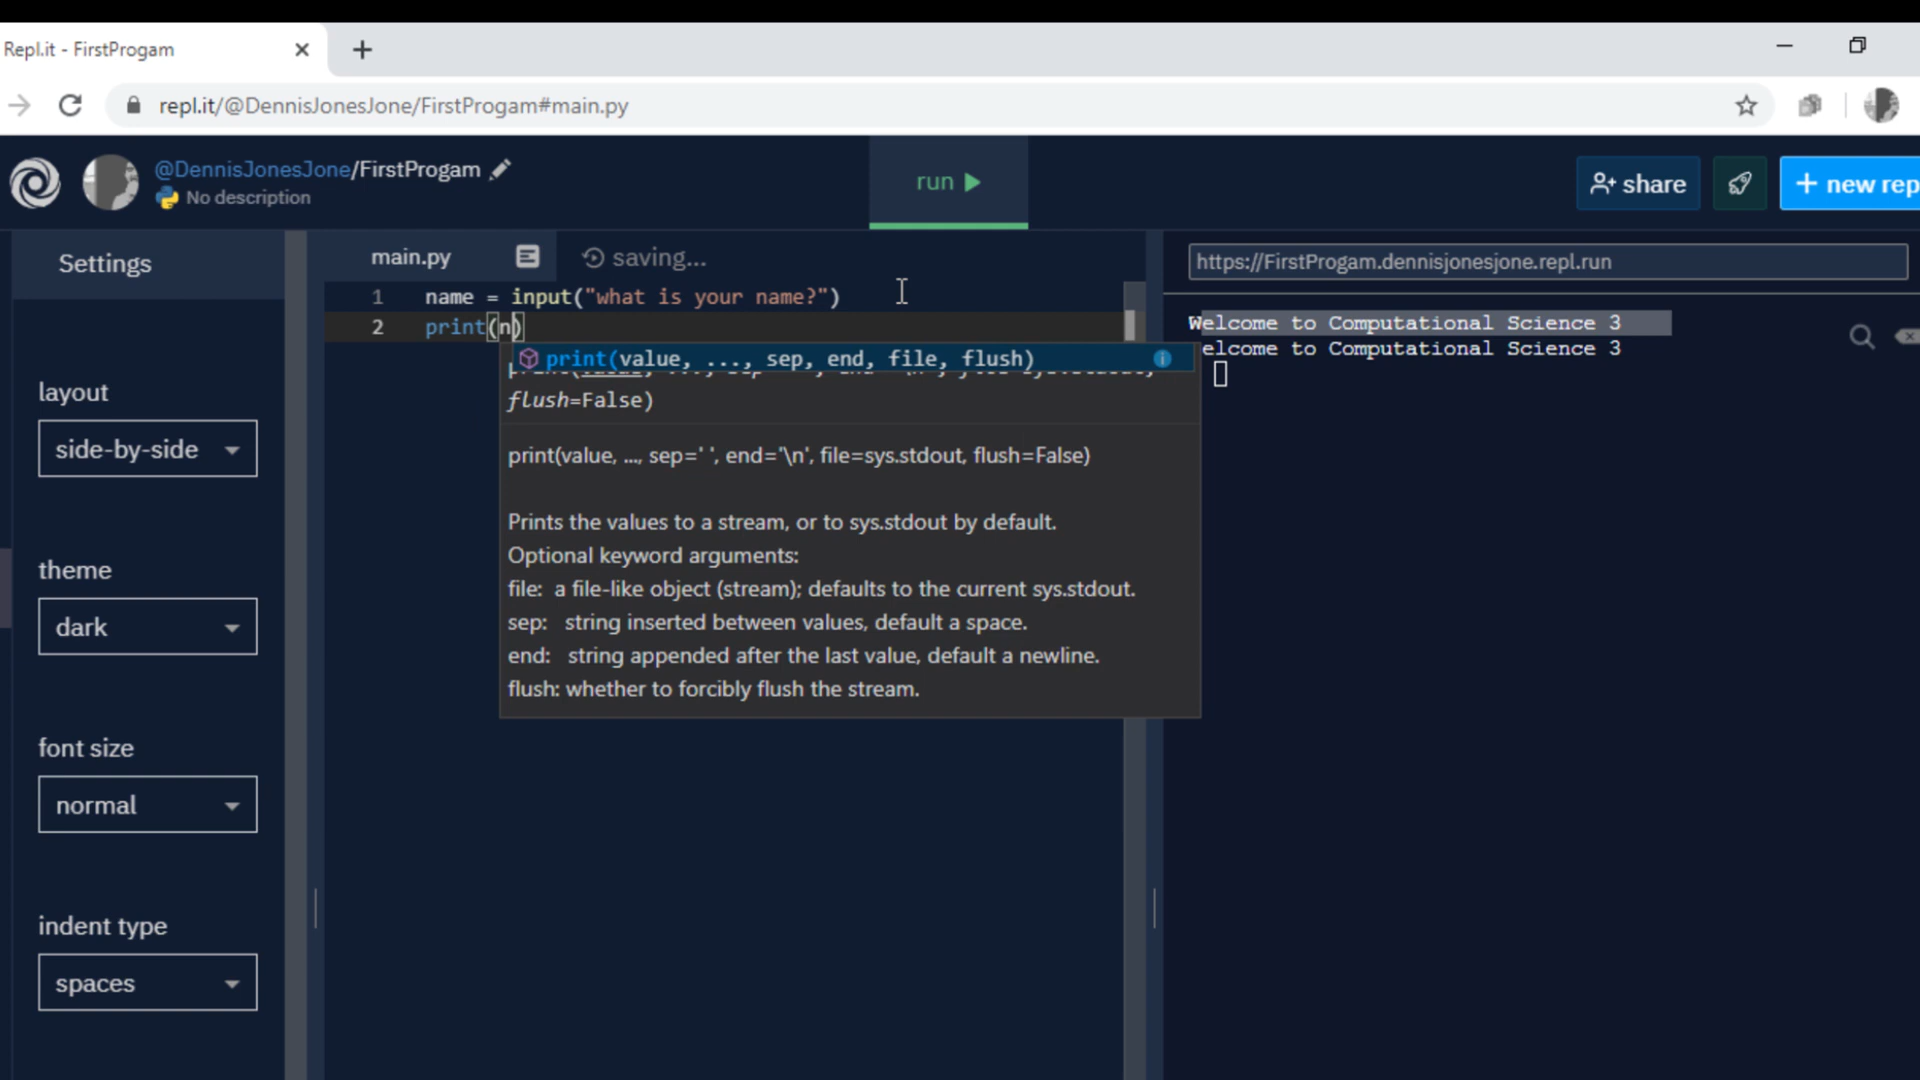 Repl.it - FirstProgam
repl.it/@DennisJonesJone/FirstProgam#main.py
@DennisJonesJone/FirstProgam
No description
run
share
+ new rep
Settings
layout
side-by-side
theme
dark
font size
normal
indent type
spaces
main.py
saving...
1 name = input("what is your name?")
2 print(n)
print(value, ..., sep, end, file, flush)
flush=False)
print(value, ..., sep=' ', end='\n', file=sys.stdout, flush=False)
Prints the values to a stream, or to sys.stdout by default.
Optional keyword arguments:
file: a file-like object (stream); defaults to the current sys.stdout.
sep: string inserted between values, default a space.
end: string appended after the last value, default a newline.
flush: whether to forcibly flush the stream.
https://FirstProgam.dennisjonesjone.repl.run
Welcome to Computational Science 3
elcome to Computational Science 3